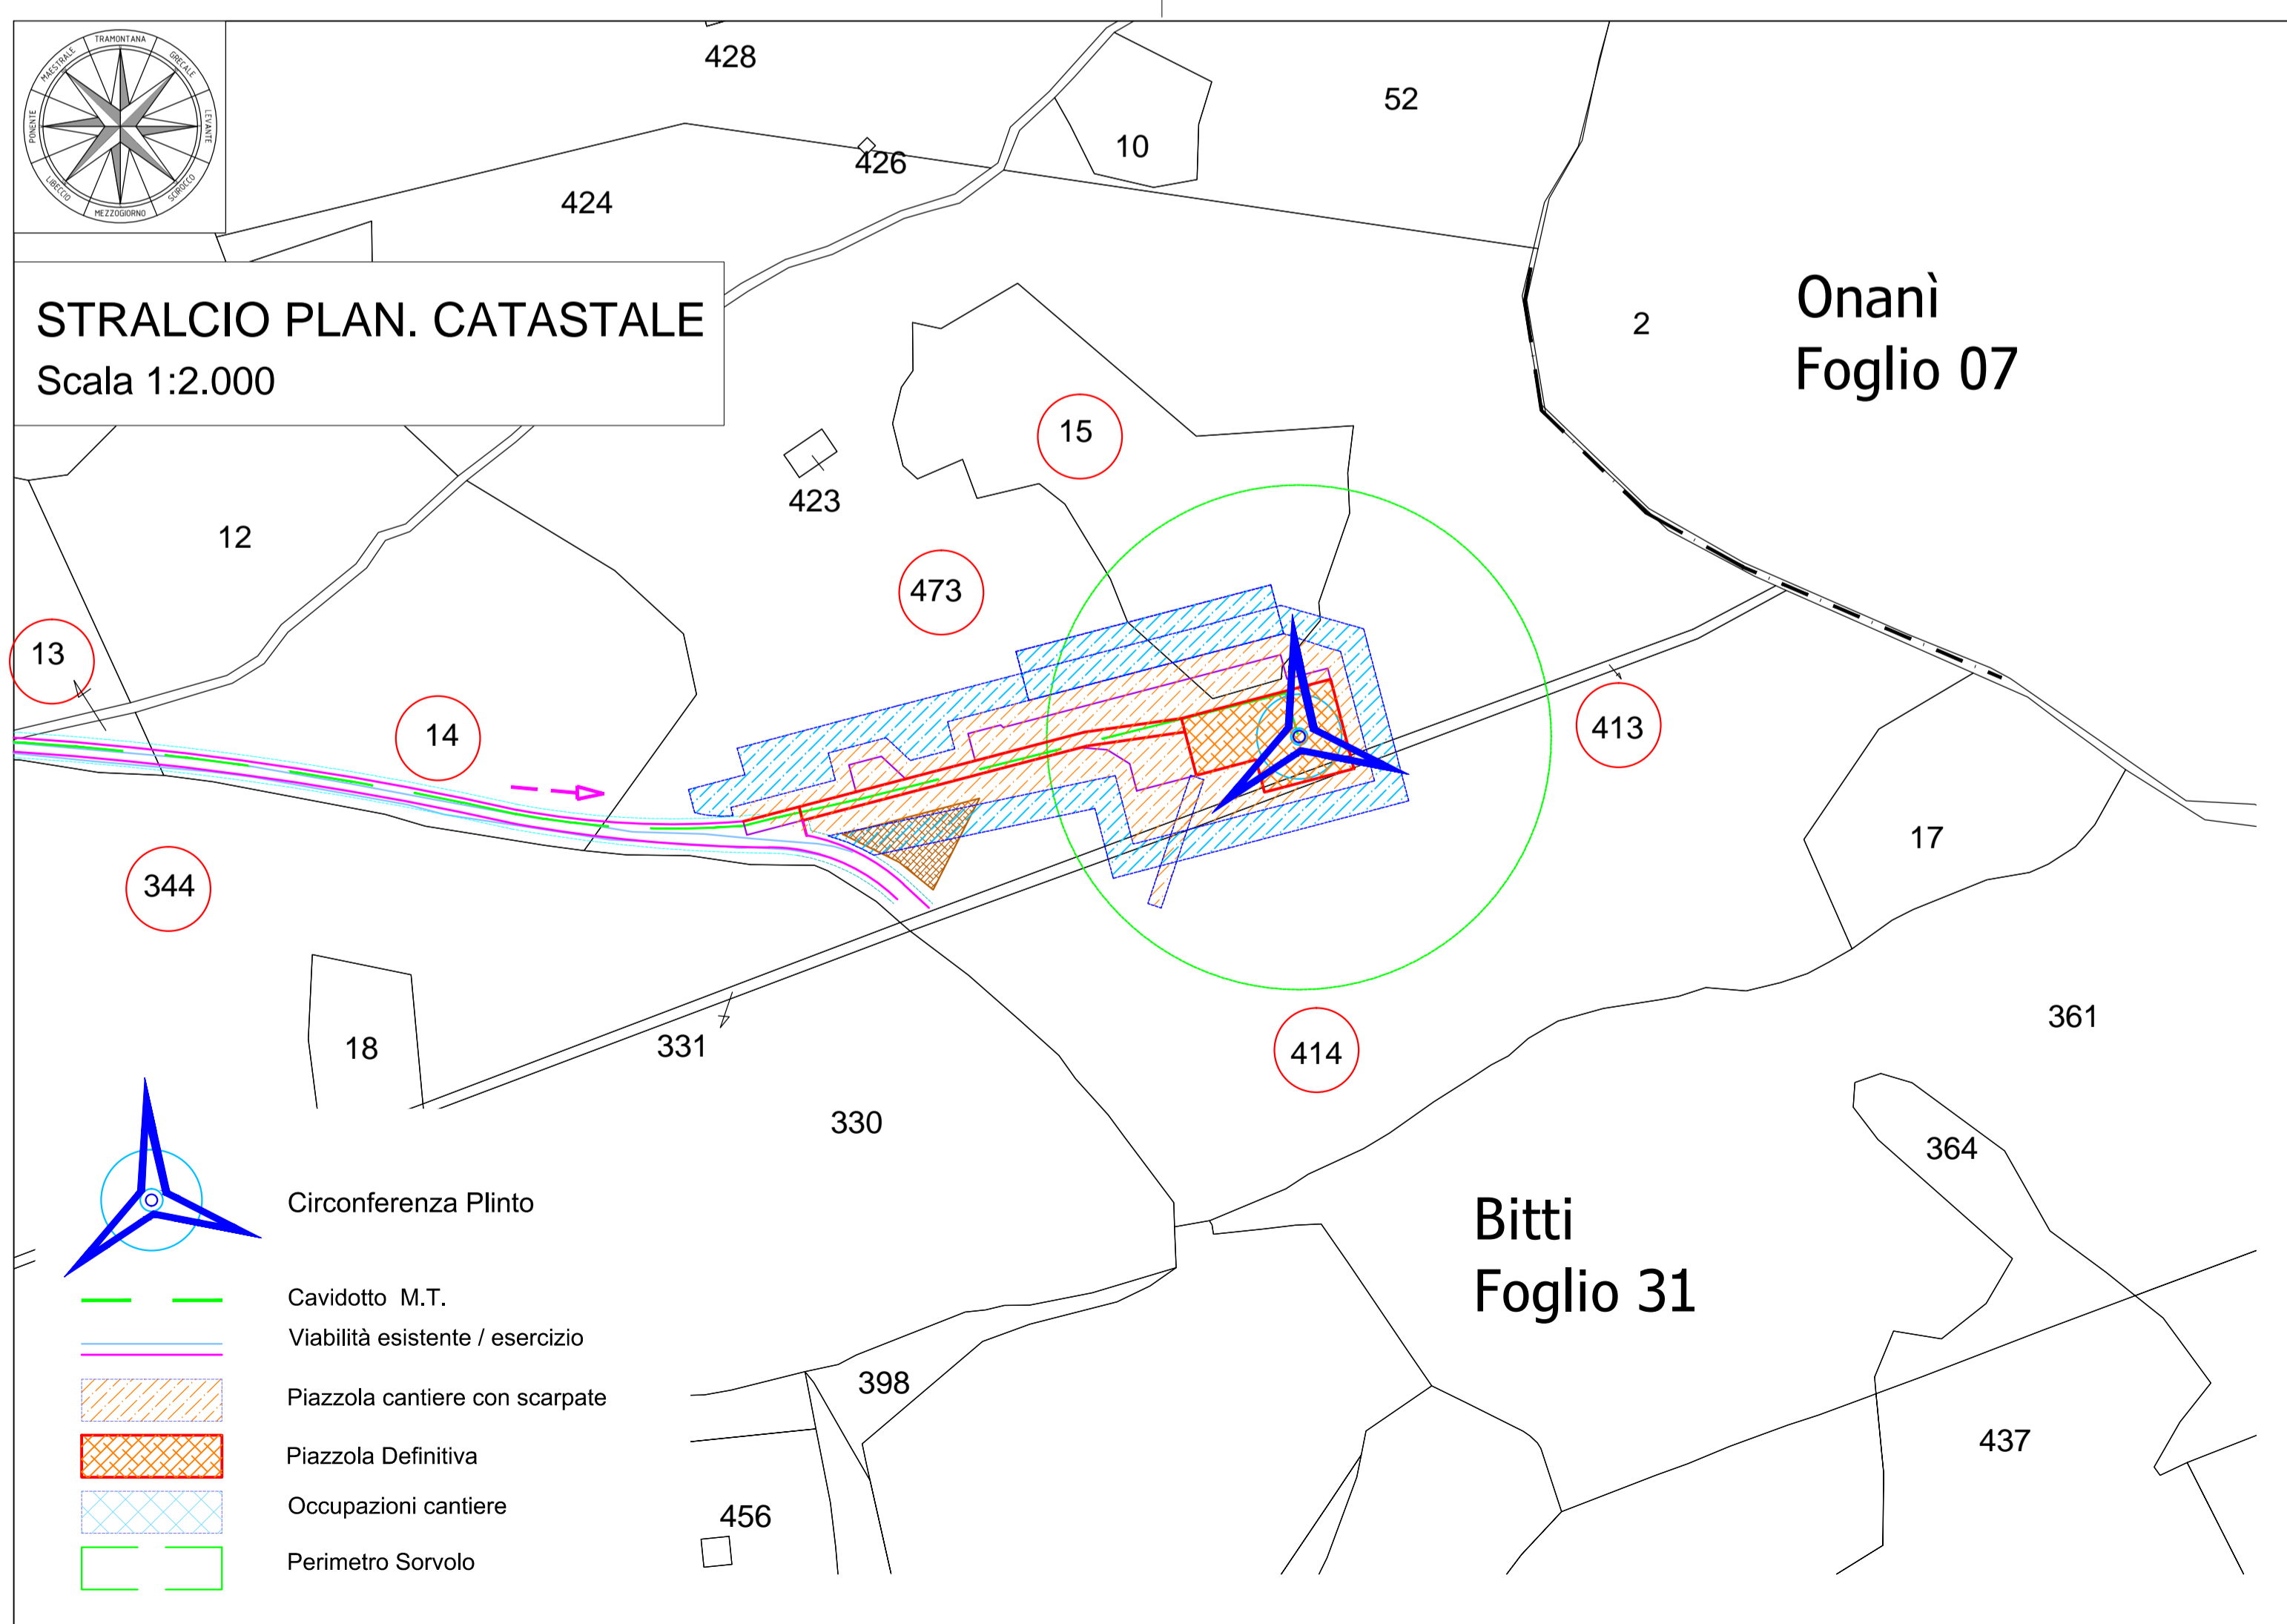 TRAMONTANA
MAESTRALE
GRECALE
PONENTE
LEVANTE
LIBECCIO
SCIROCCO
MEZZOGIORNO
428
52
10
426
424
STRALCIO PLAN. CATASTALE
Scala 1:2.000
2
Onanì
Foglio 07
15
423
12
473
13
14
413
344
17
18
331
414
361
330
364
Bitti
Foglio 31
398
437
456
Circonferenza Plinto
Cavidotto M.T.
Viabilità esistente / esercizio
Piazzola cantiere con scarpate
Piazzola Definitiva
Occupazioni cantiere
Perimetro Sorvolo